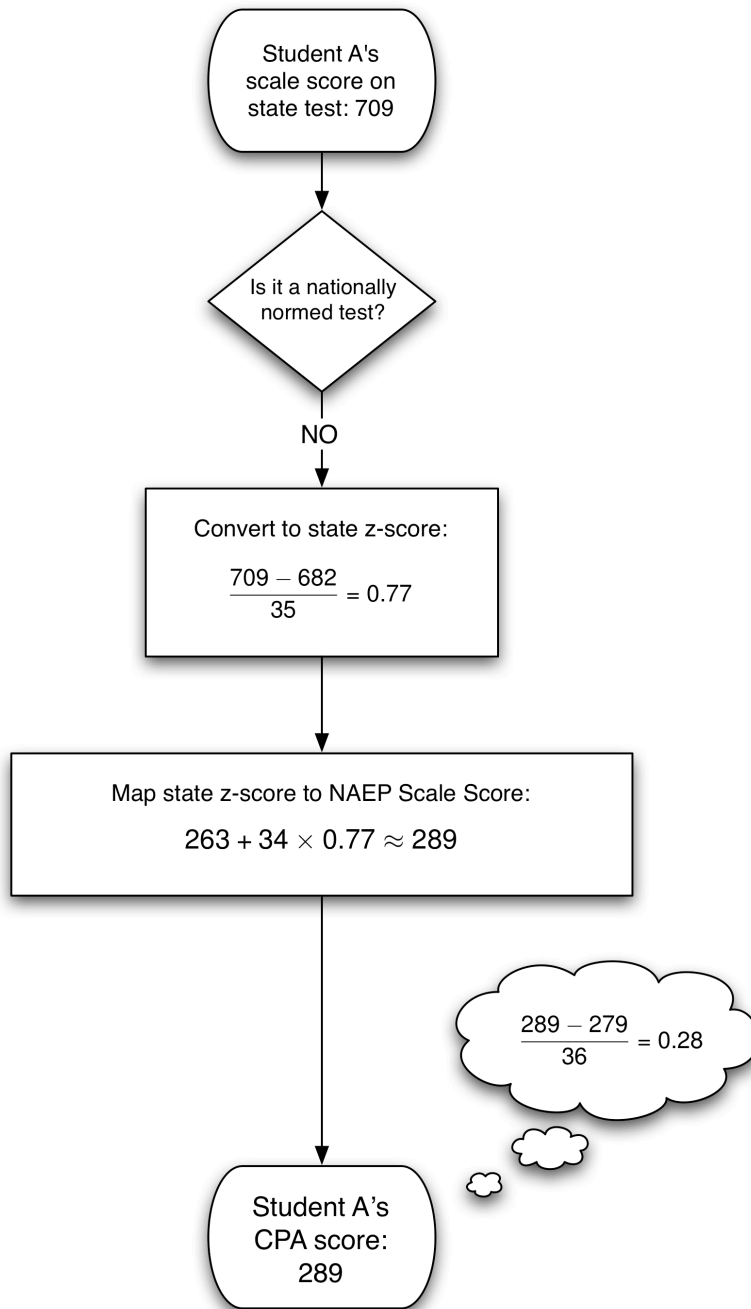 Student A's
scale score on
state test: 709
Is it a nationally
normed test?
NO
Convert to state z-score:
709 − 682
35
= 0.77
Map state z-score to NAEP Scale Score:
263 + 34 × 0.77 ≈ 289
289 − 279
36
= 0.28
Student A’s
CPA score:
289